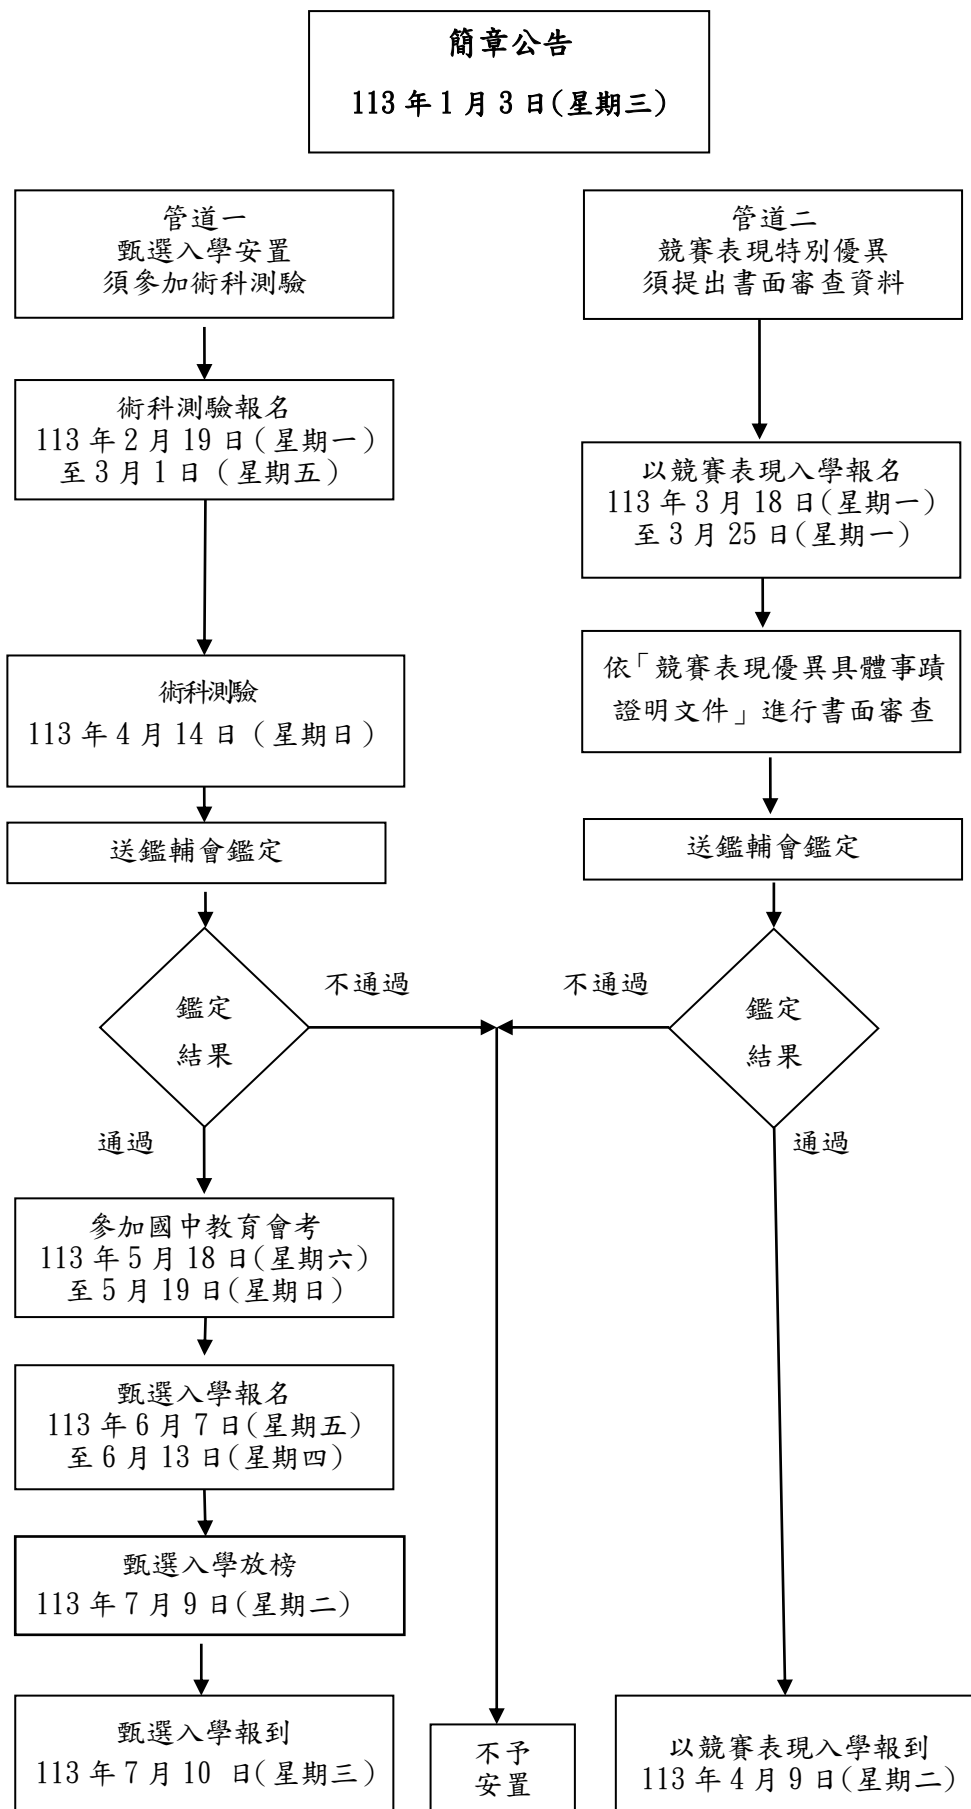 簡章公告
113年1月3日(星期三)
管道一
甄選入學安置
須參加術科測驗
術科測驗報名
113年2月19日(星期一)
至3月1日(星期五)
術科測驗
113年4月14日(星期日)
送鑑輔會鑑定
鑑定
結果
不通過
通過
參加國中教育會考
113年5月18日(星期六)
至5月19日(星期日)
甄選入學報名
113年6月7日(星期五)
至6月13日(星期四)
甄選入學放榜
113年7月9日(星期二)
甄選入學報到
113年7月10 日(星期三)
管道二
競賽表現特別優異
須提出書面審查資料
以競賽表現入學報名
113年3月18日(星期一)
至3月25日(星期一)
依「競賽表現優異具體事蹟
證明文件」進行書面審查
送鑑輔會鑑定
鑑定
結果
不通過
通過
不予
安置
以競賽表現入學報到
113年4月9日(星期二)